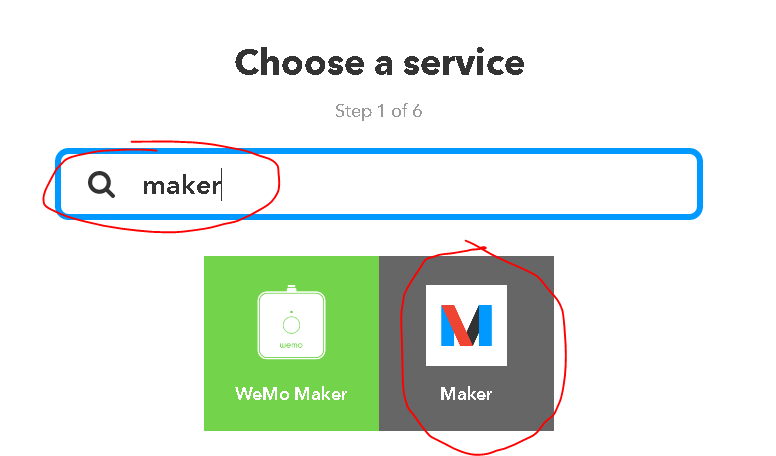 Choose a service
Step 1 of 6
maker
wemo
WeMo Maker
Maker